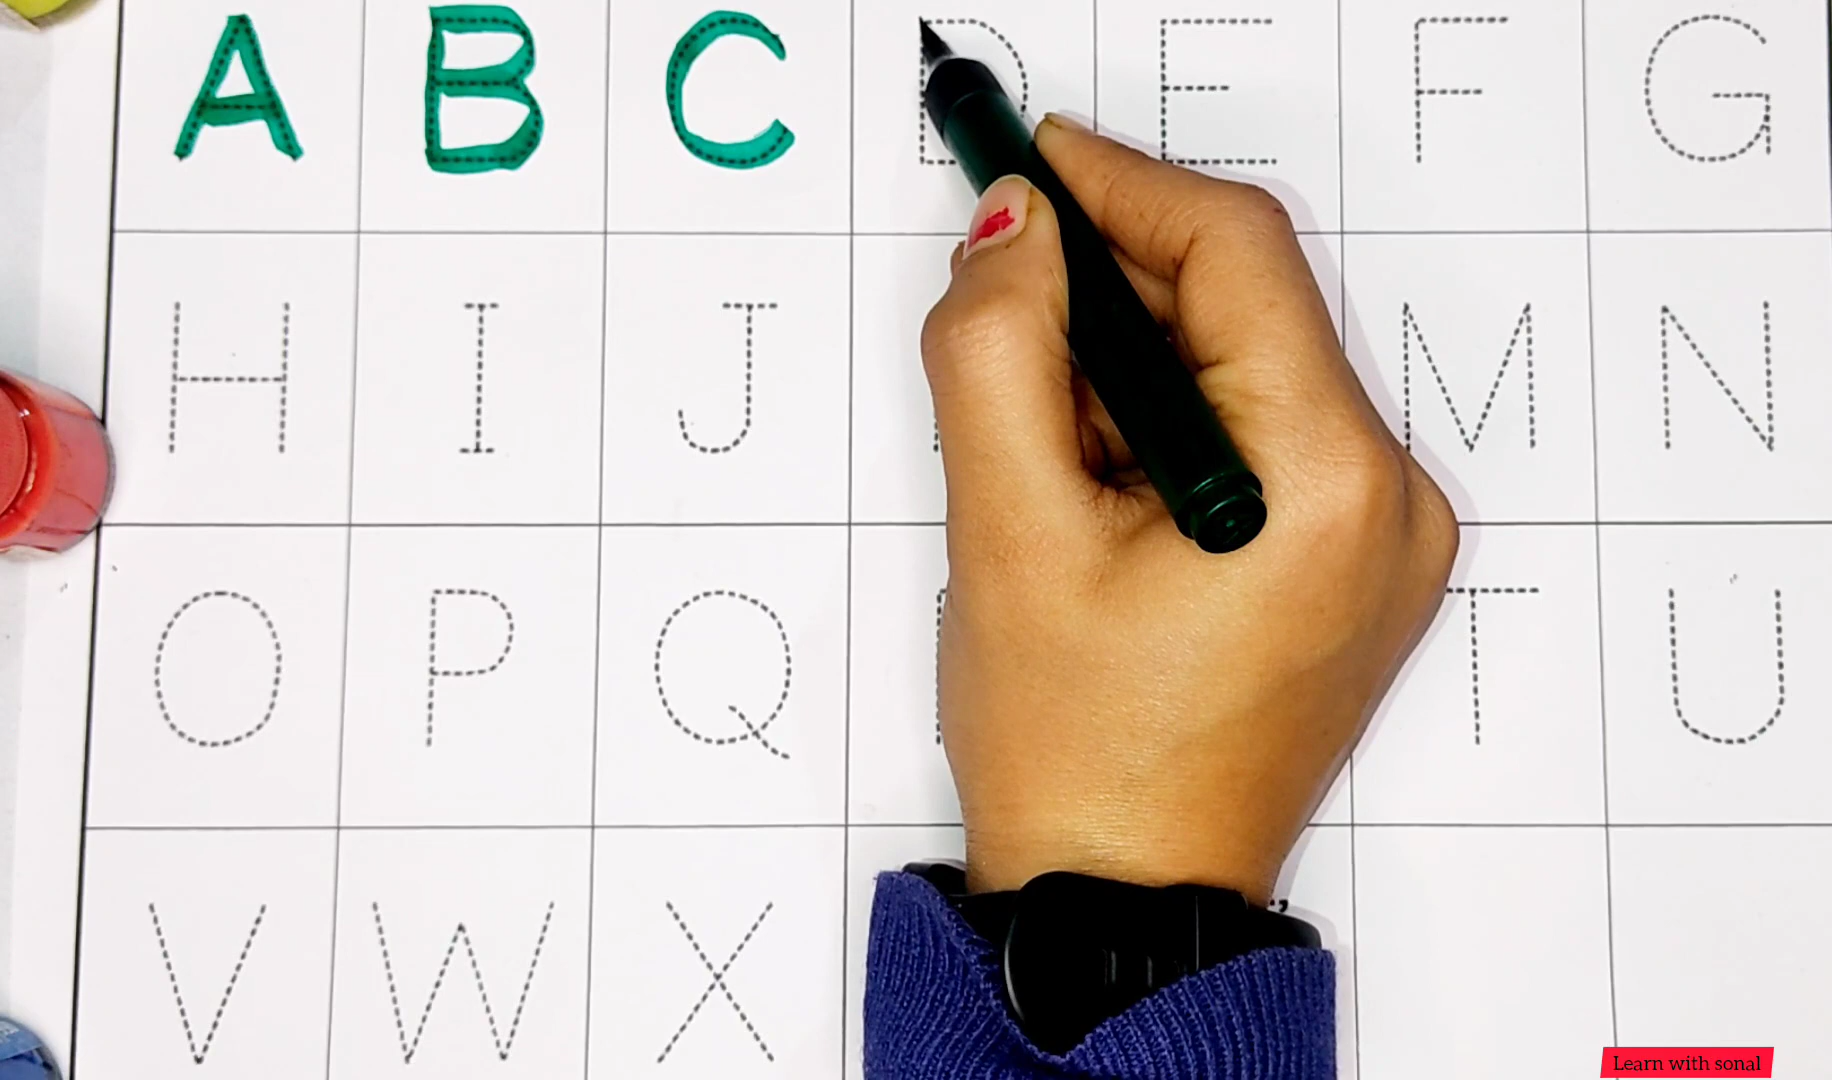 A B C D E F G
H I J M N
O P Q T U
V W X
Learn with sonal